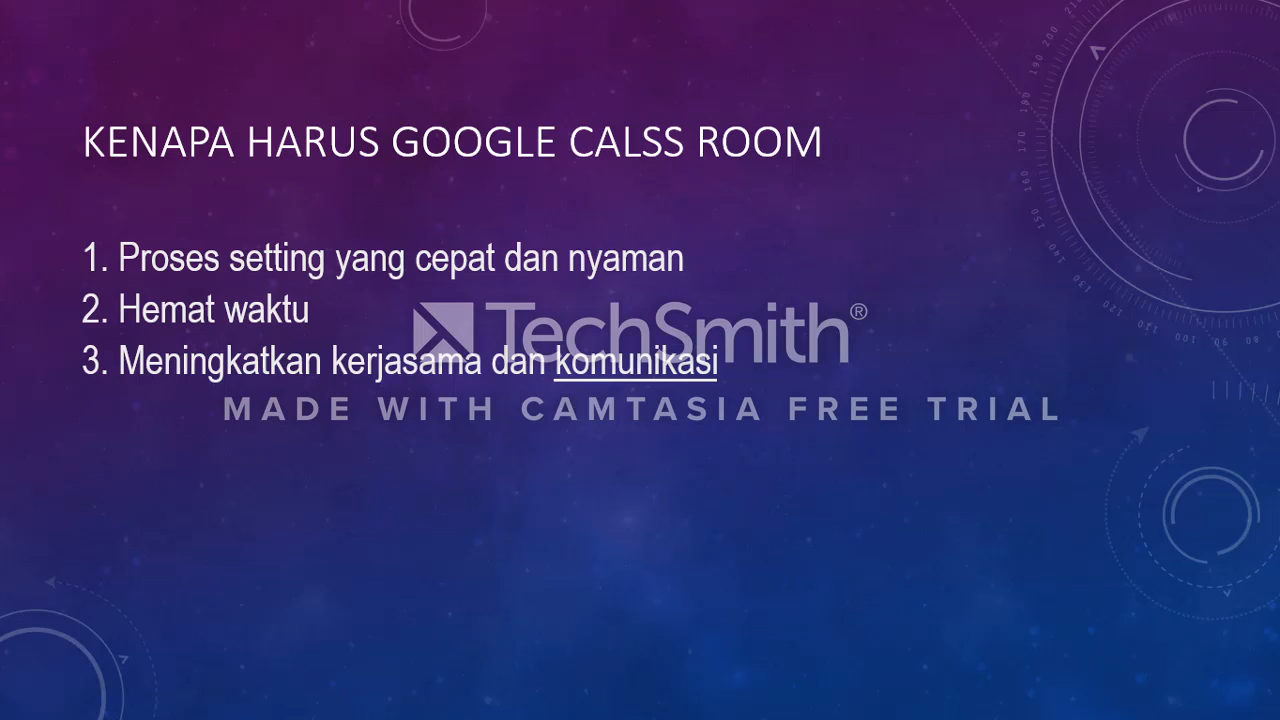 KENAPA HARUS GOOGLE CALSS ROOM
1. Proses setting yang cepat dan nyaman
2. Hemat waktu
3. Meningkatkan kerjasama dan komunikasi
TechSmith®
MADE WITH CAMTASIA FREE TRIAL